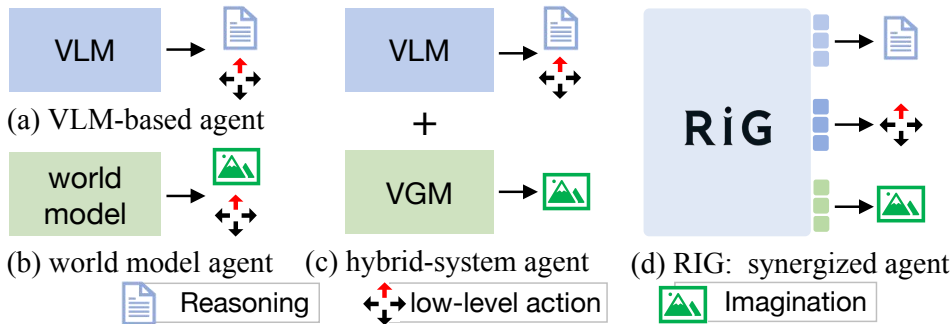 VLM
(a) VLM-based agent
world
model
(b) world model agent
VLM
+
VGM
(c) hybrid-system agent
RiG
(d) RIG: synergized agent
Reasoning
low-level action
Imagination